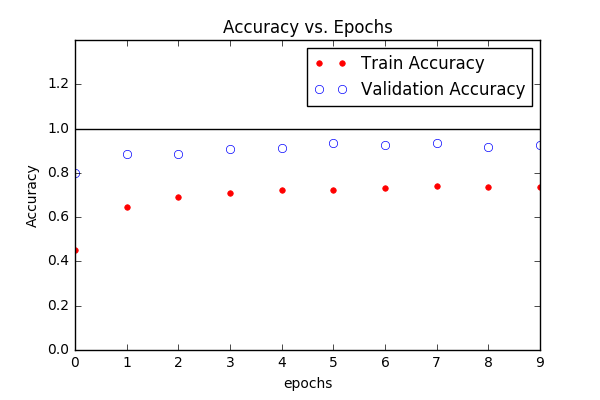 Accuracy vs. Epochs
Train Accuracy
Validation Accuracy
Accuracy
1.2
1.0
0.8
0.6
0.4
0.2
0.0
0 1 2 3 4 5 6 7 8 9
epochs